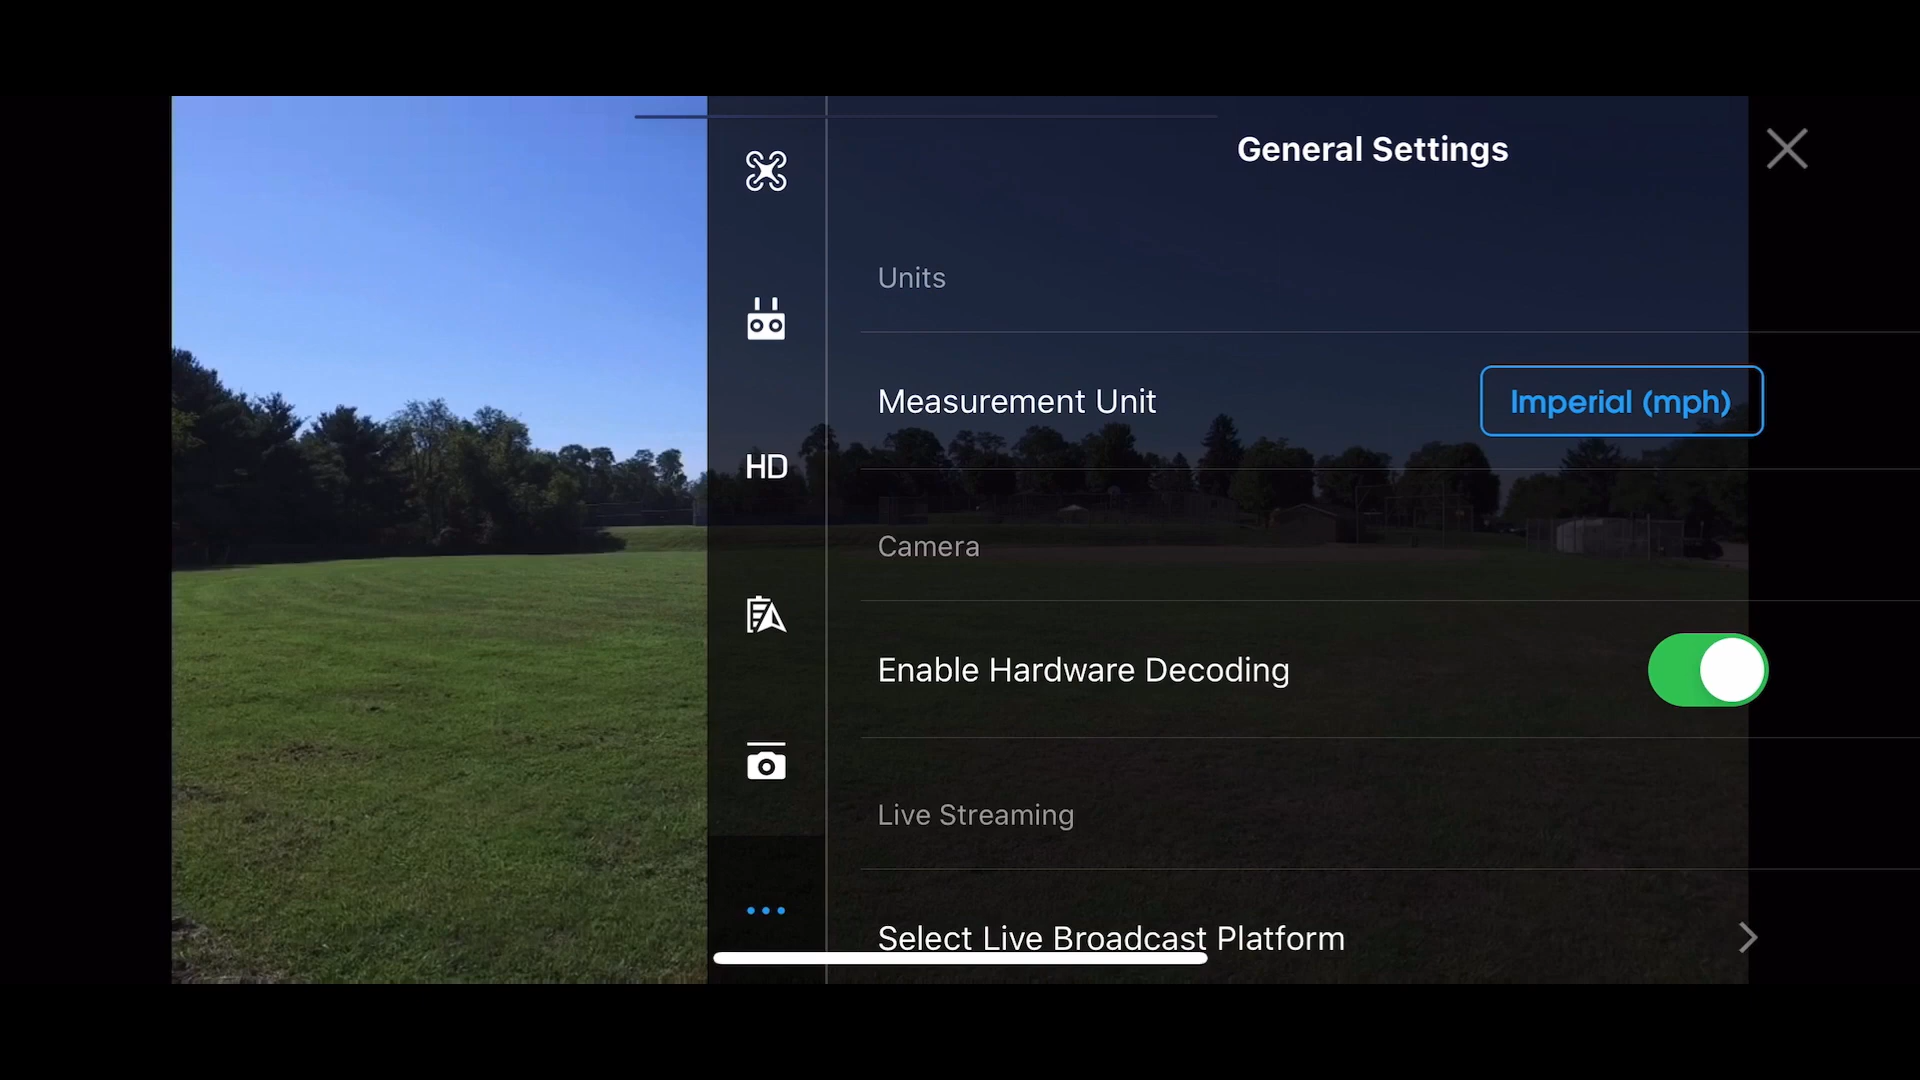 General Settings
Units
Measurement Unit
Imperial (mph)
HD
Camera
Enable Hardware Decoding
Live Streaming
Select Live Broadcast Platform